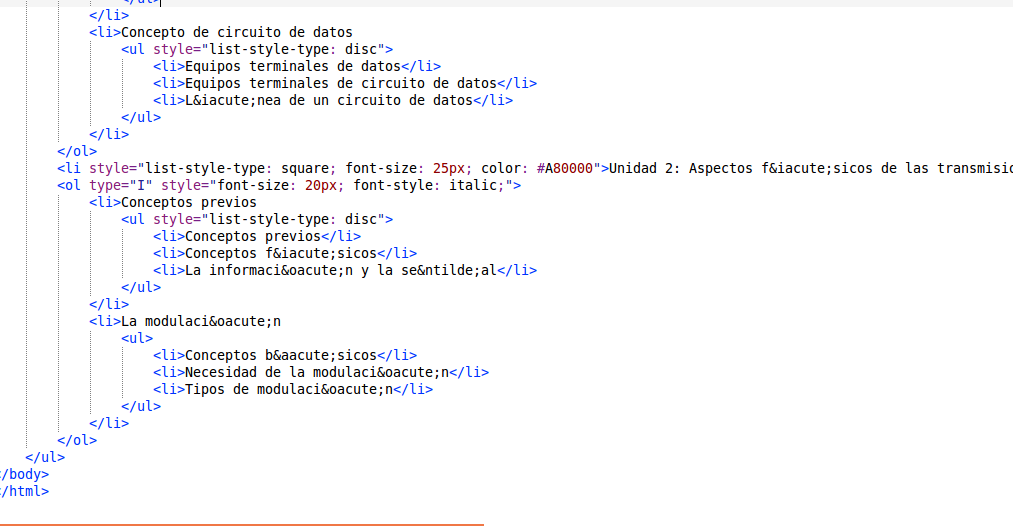 </ul>
</li>
<li>Concepto de circuito de datos
<ul style="list-style-type: disc">
<li>Equipos terminales de datos</li>
<li>Equipos terminales de circuito de datos</li>
<li>L&iacute;nea de un circuito de datos</li>
</ul>
</li>
</ol>
<li style="list-style-type: square; font-size: 25px; color: #A80000">Unidad 2: Aspectos f&iacute;sicos de las transmisio
<ol type="I" style="font-size: 20px; font-style: italic;">
<li>Conceptos previos
<ul style="list-style-type: disc">
<li>Conceptos previos</li>
<li>Conceptos f&iacute;sicos</li>
<li>La informaci&oacute;n y la se&ntilde;al</li>
</ul>
</li>
<li>La modulaci&oacute;n
<ul>
<li>Conceptos b&aacute;sicos</li>
<li>Necesidad de la modulaci&oacute;n</li>
<li>Tipos de modulaci&oacute;n</li>
</ul>
</li>
</ol>
</ul>
</body>
</html>